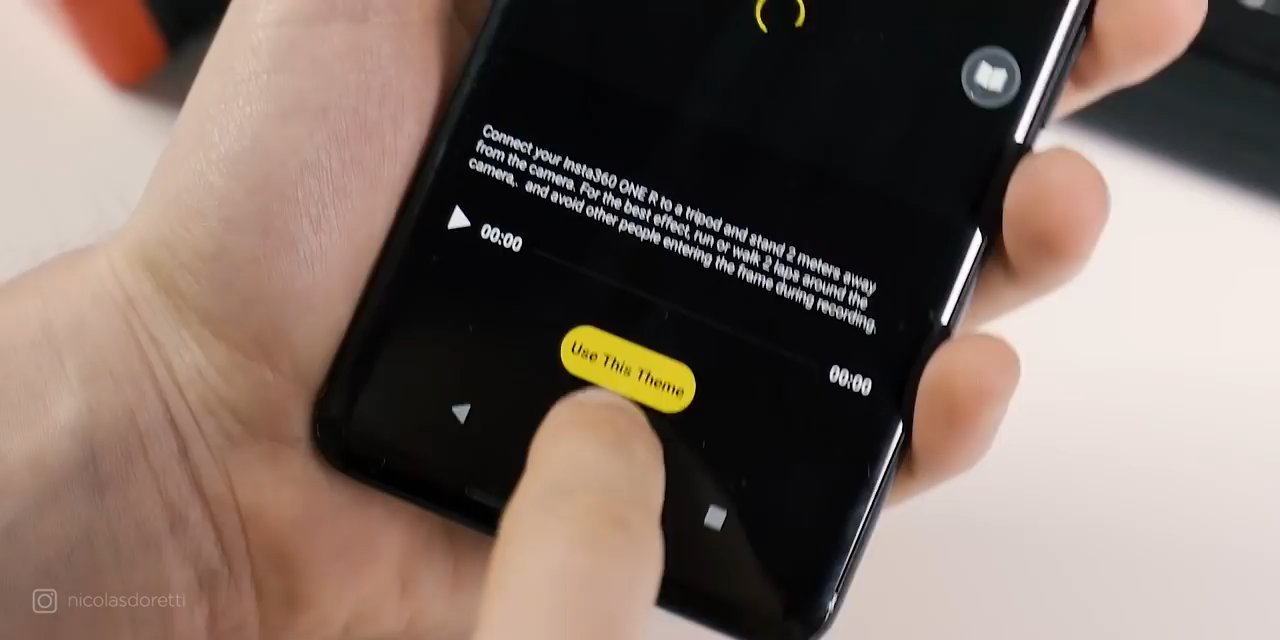 Connect your Insta360 ONE R to a tripod and stand 2 meters away
from the camera. For the best effect, run or walk 2 laps around the
camera,. and avoid other people entering the frame during recording.
00:00
00:00
Use This Theme
nicolasdoretti